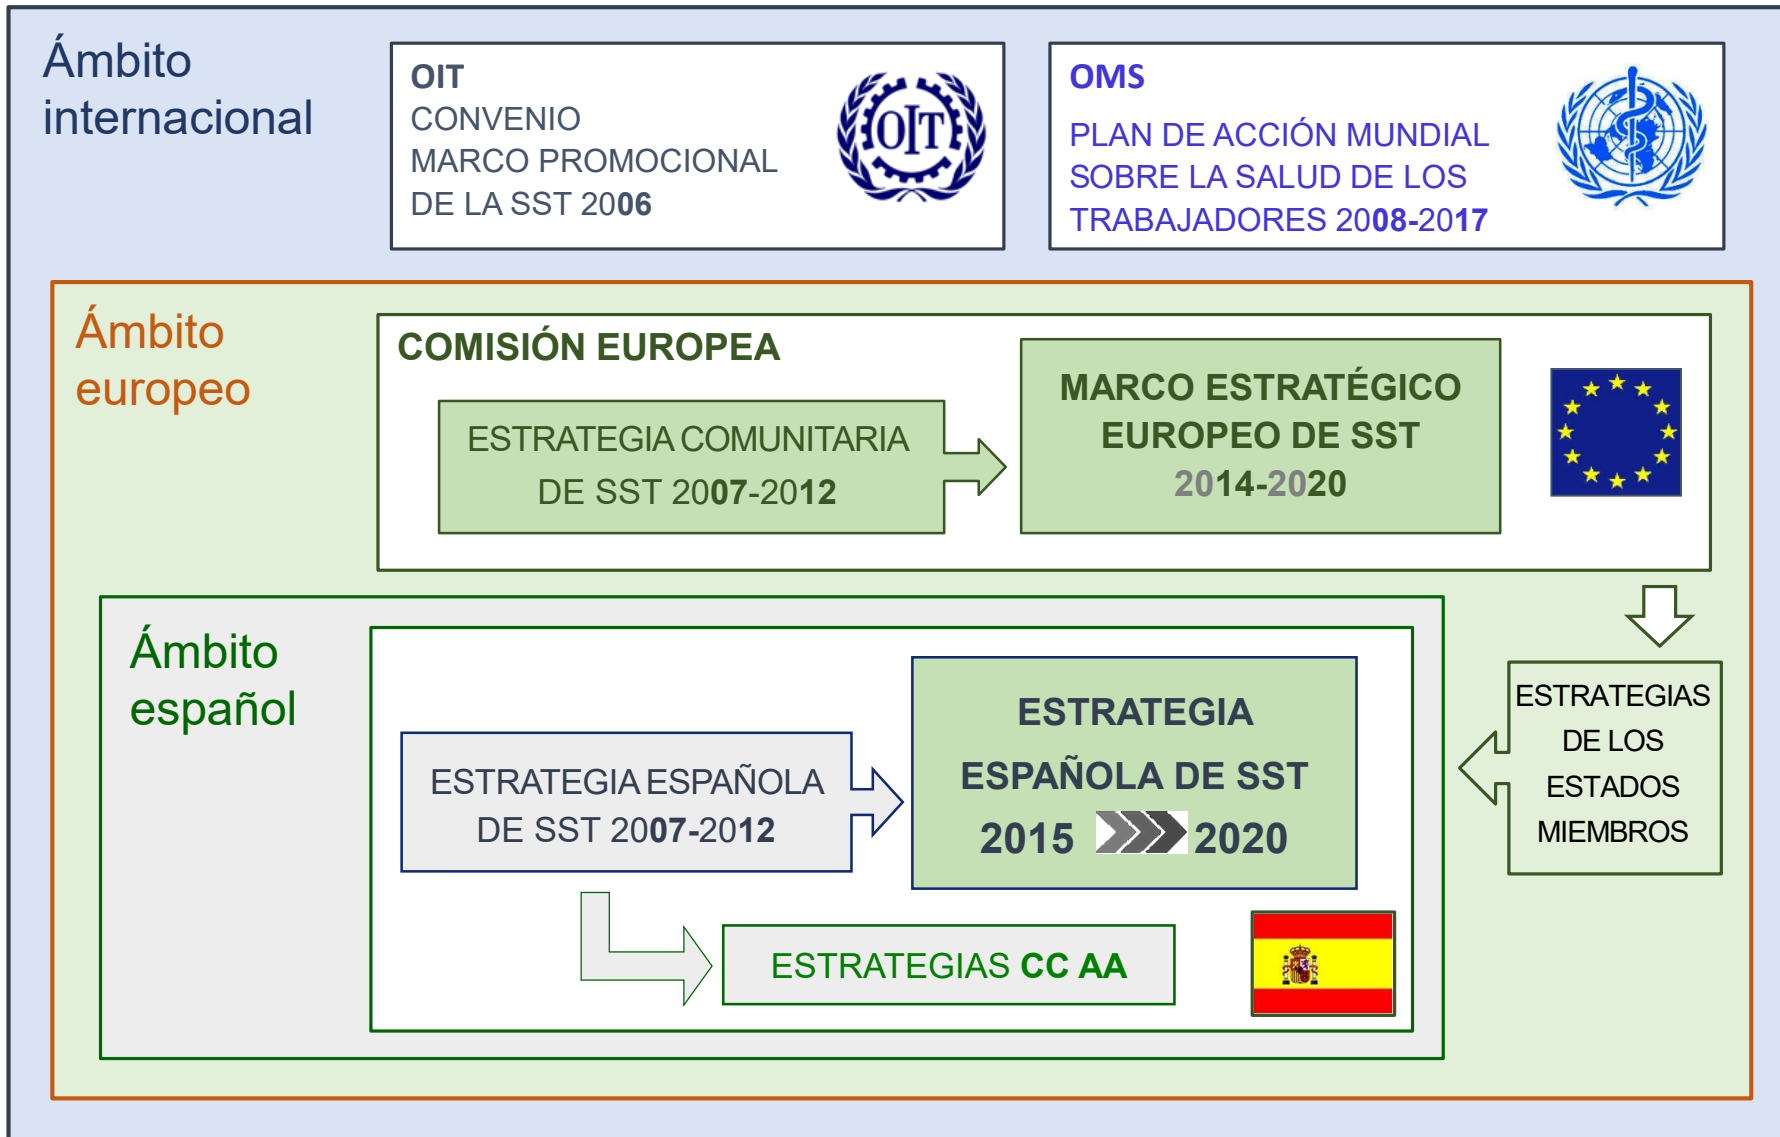 Ámbito
internacional
OIT
CONVENIO
MARCO PROMOCIONAL
DE LA SST 2006
OIT
OMS
PLAN DE ACCIÓN MUNDIAL
SOBRE LA SALUD DE LOS
TRABAJADORES 2008-2017
Ámbito
europeo
COMISIÓN EUROPEA
ESTRATEGIA COMUNITARIA
DE SST 2007-2012
MARCO ESTRATÉGICO
EUROPEO DE SST
2014-2020
Ámbito
español
ESTRATEGIA ESPAÑOLA
DE SST 2007-2012
ESTRATEGIA
ESPAÑOLA DE SST
2015 2020
ESTRATEGIAS CC AA
ESTRATEGIAS
DE LOS
ESTADOS
MIEMBROS